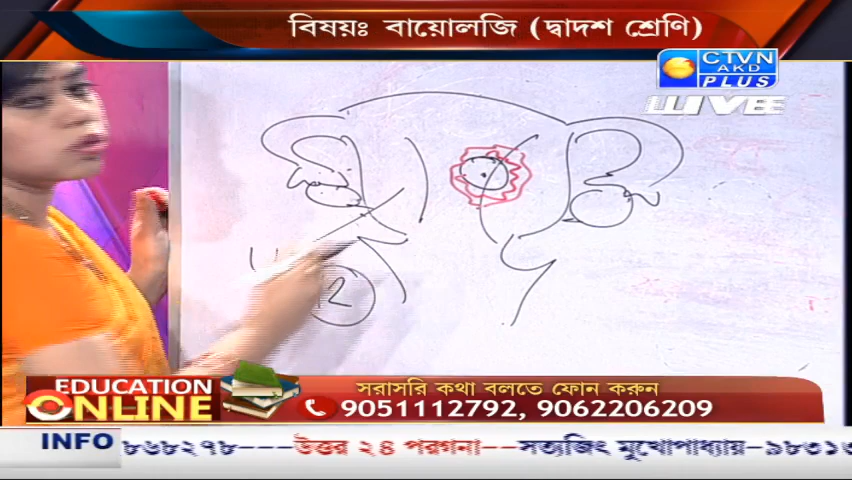 বিষয়ঃ বায়োলজি (দ্বাদশ শ্রেণি)
CTVN
AKD
PLUS
LIVE
12
EDUCATION
ONLINE
সরাসরি কথা বলতে ফোন করুন
9051112792, 9062206209
INFO
৮৬৮২৭৮---উত্তর ২৪ পরগনা--সত্যজিৎ মুখোপাধ্যায়-৯৮৩১৩